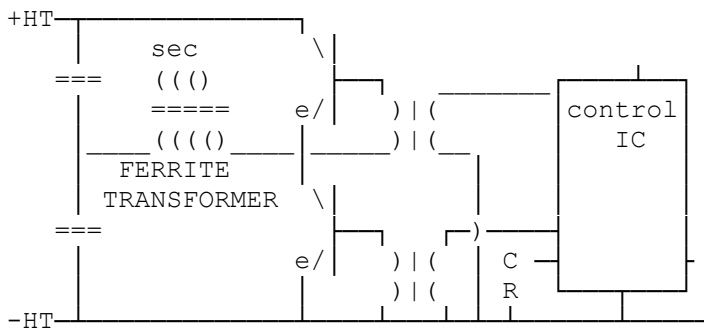 +HT
sec
e/
control
IC
FERRITE
TRANSFORMER
e/
C
R
-HT